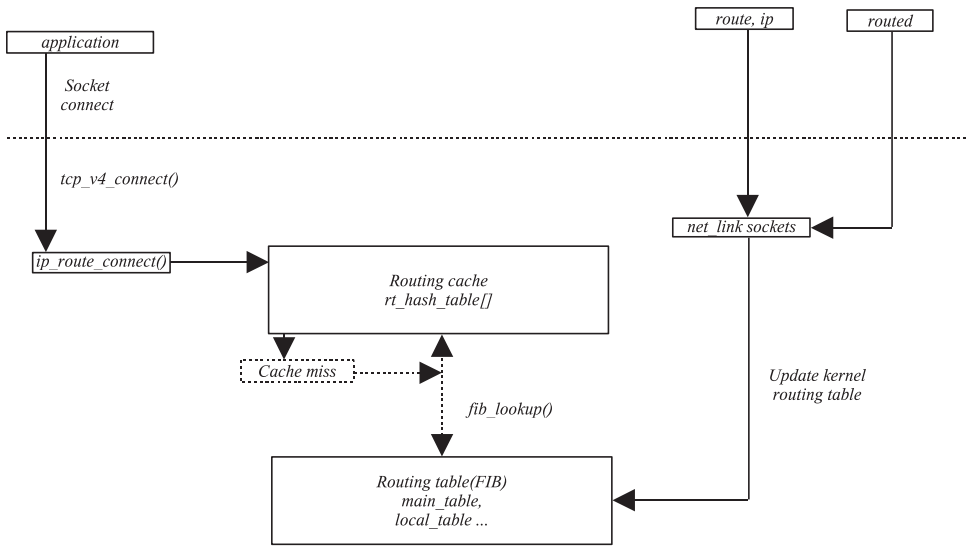 route, ip
routed
application
Socket
connect
tcp_v4_connect()
net_link sockets
ip_route_connect()
Routing cache
rt_hash_table[]
Cache miss
Update kernel
routing table
fib_lookup()
Routing table(FIB)
main_table,
local_table ...